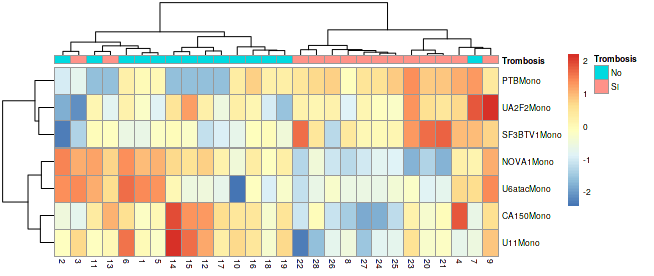 Trombosis
PTBMono
UA2F2Mono
SF3BTV1Mono
NOVA1Mono
U6atacMono
CA150Mono
U11Mono
2 3 11 13 6 1 5 14 15 12 17 10 16 18 19 22 28 26 8 27 24 25 23 20 21 4 7 9
2
1
0
-1
-2
Trombosis
No
SI